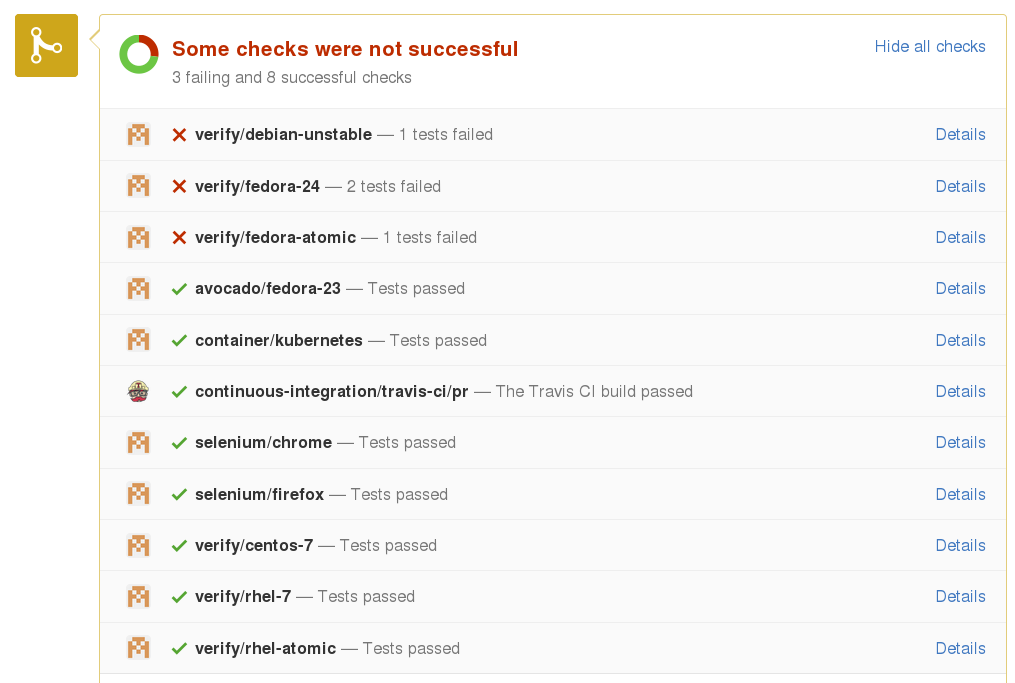 Some checks were not successful
Hide all checks
3 failing and 8 successful checks
verify/debian-unstable — 1 tests failed Details
verify/fedora-24 — 2 tests failed Details
verify/fedora-atomic — 1 tests failed Details
avocado/fedora-23 — Tests passed Details
container/kubernetes — Tests passed Details
continuous-integration/travis-ci/pr — The Travis CI build passed Details
selenium/chrome — Tests passed Details
selenium/firefox — Tests passed Details
verify/centos-7 — Tests passed Details
verify/rhel-7 — Tests passed Details
verify/rhel-atomic — Tests passed Details